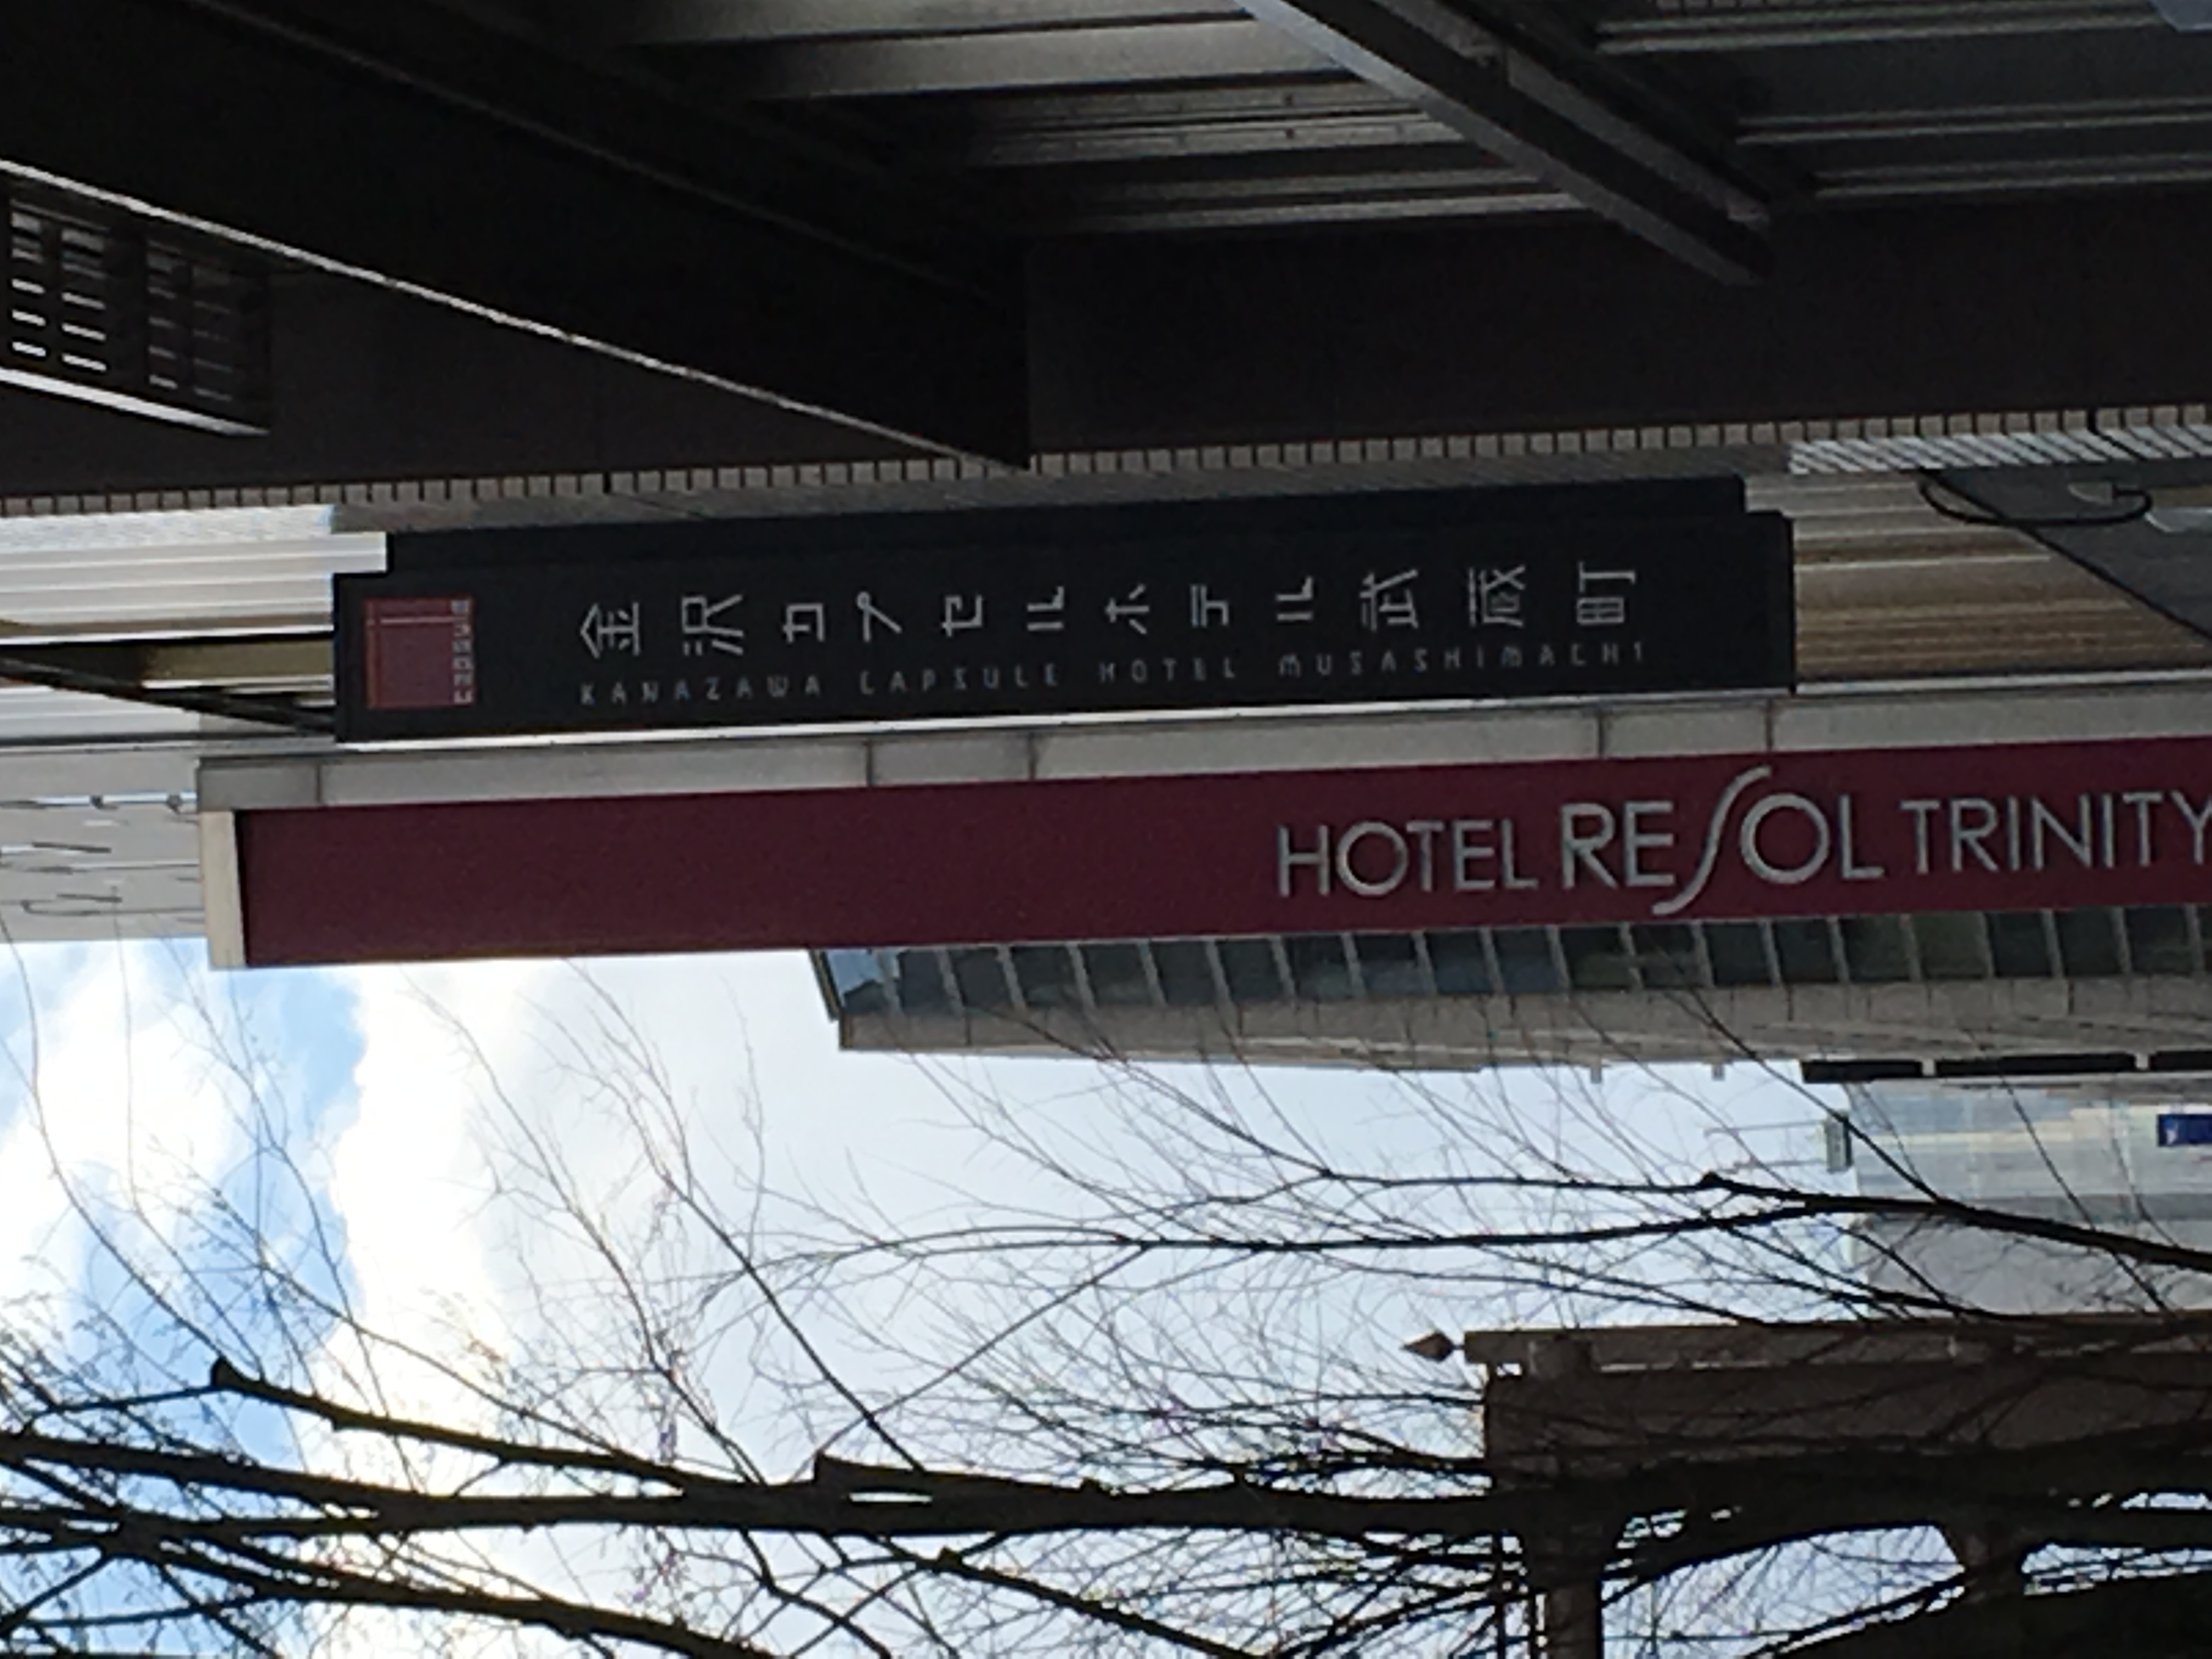 金沢カプセルホテル武蔵町
KANAZAWA CAPSULE HOTEL MUSASHIMACHI
HOTEL RESOL TRINITY